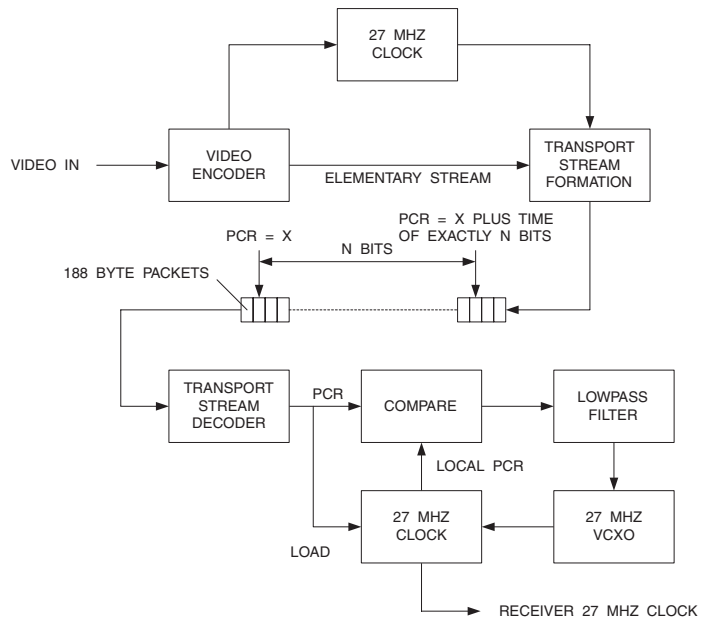 27 MHZ
CLOCK
VIDEO IN
VIDEO
ENCODER
ELEMENTARY STREAM
TRANSPORT
STREAM
FORMATION
PCR = X
N BITS
PCR = X PLUS TIME
OF EXACTLY N BITS
188 BYTE PACKETS
TRANSPORT
STREAM
DECODER
PCR
COMPARE
LOWPASS
FILTER
LOCAL PCR
LOAD
27 MHZ
CLOCK
27 MHZ
VCXO
RECEIVER 27 MHZ CLOCK